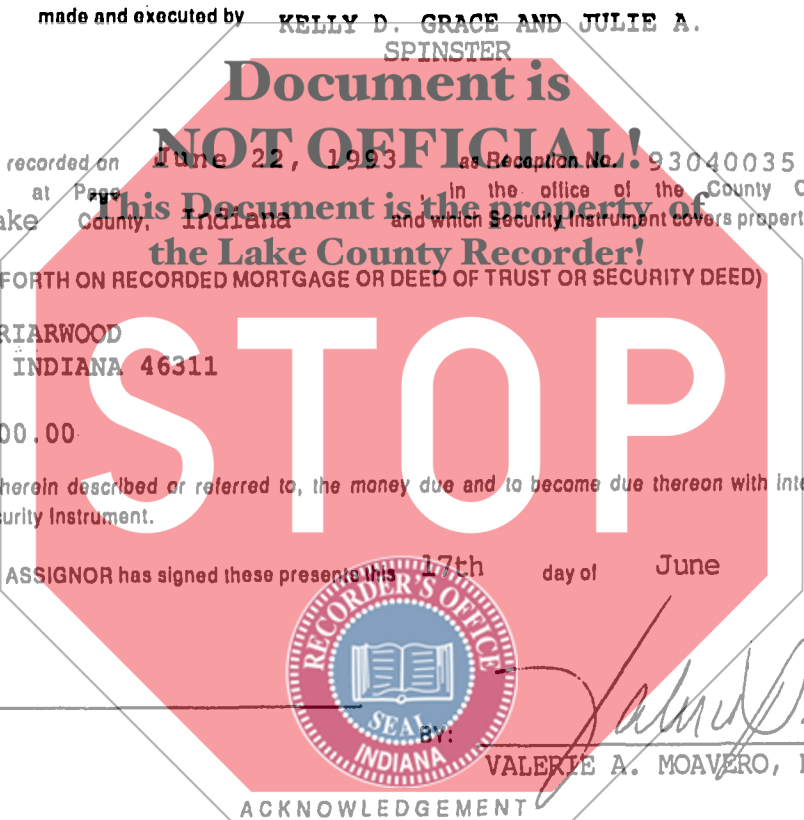 made and executed by KELLY D. GRACE AND JULIE A.
SPINSTER
Document is
NOT OFFICIAL!
recorded on June 22, 1993 as Reception No. 93040035
at Page , in the office of the County C
This Document is the property of
ake County, Indiana and which Security Instrument covers propert
the Lake County Recorder!
FORTH ON RECORDED MORTGAGE OR DEED OF TRUST OR SECURITY DEED)
RIARWOOD
INDIANA 46311
STOP
00.00
herein described or referred to, the money due and to become due thereon with inte
curity Instrument.
ASSIGNOR has signed these presents this 17th day of June
RECORDER'S OFFICE
SEAL
INDIANA
BY:
VALERIE A. MOAVERO,
ACKNOWLEDGEMENT